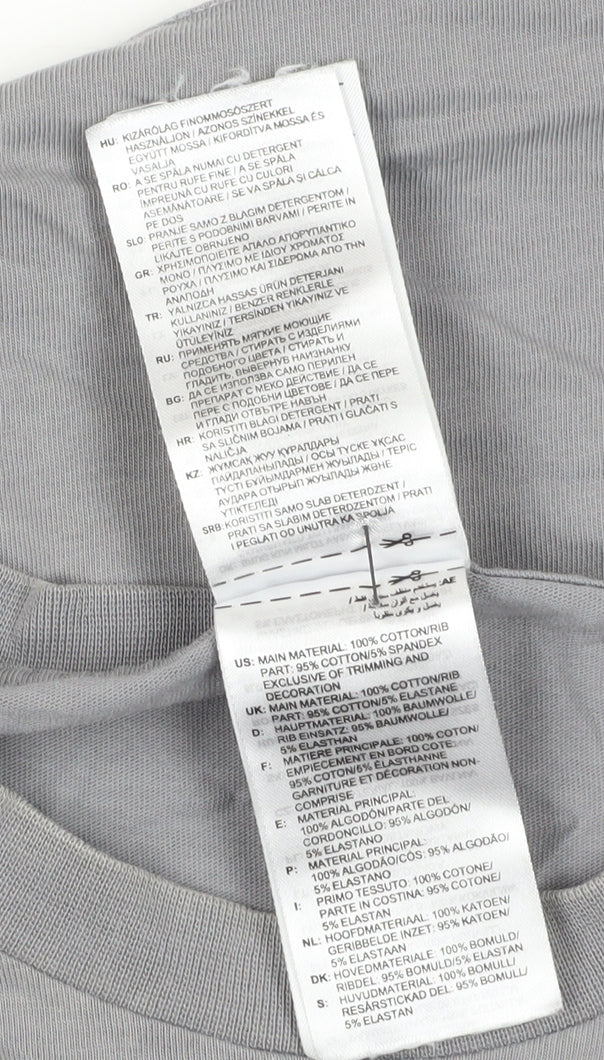 HU: KIZÁRÓLAG FINOMMOSÓSZERT
HASZNÁLJON / AZONOS SZÍNEKKEL
EGYÜTT MOSSA / KIFORDÍTVA MOSSA ÉS
VASALJA
RO: A SE SPĂLA NUMAI CU DETERGENT
PENTRU RUFE FINE / A SE SPĂLA
ÎMPREUNĂ CU RUFE CU CULORI
ASEMĂNĂTOARE / SE VA SPĂLA ȘI CĂLCA
PE DOS
SLO: PRANJE SAMO Z BLAGIM DETERGENTOM /
PERITE S PODOBNIMI BARVAMI / PERITE IN
LIKAJTE OBRNJENO
GR: ΧΡΗΣΙΜΟΠΟΙΕΙΤΕ ΑΠΑΛΟ ΑΠΟΡΥΠΑΝΤΙΚΟ
ΜΟΝΟ / ΠΛΥΣΙΜΟ ΜΕ ΙΔΙΟΥ ΧΡΩΜΑΤΟΣ
ΡΟΥΧΑ / ΠΛΥΣΙΜΟ ΚΑΙ ΣΙΔΕΡΩΜΑ ΑΠΟ ΤΗΝ
ΑΝΑΠΟΔΗ
TR: YALNIZCA HASSAS ÜRÜN DETERJANI
KULLANINIZ / BENZER RENKLERLE
YIKAYINIZ / TERSİNDEN YIKAYINIZ VE
ÜTÜLEYİNİZ
RU: ПРИМЕНЯТЬ МЯГКИЕ МОЮЩИЕ
СРЕДСТВА / СТИРАТЬ С ИЗДЕЛИЯМИ
ПОДОБНОГО ЦВЕТА / СТИРАТЬ И
ГЛАДИТЬ, ВЫВЕРНУВ НАИЗНАНКУ
BG: ДА СЕ ИЗПОЛЗВА САМО ПЕРИЛЕН
ПРЕПАРАТ С МЕКО ДЕЙСТВИЕ / ДА СЕ ПЕРЕ
ПЕРЕ С ПОДОБНИ ЦВЕТОВЕ / ДА СЕ
И ГЛАДИ ОТВЪТРЕ НАВЪН
HR: KORISTITI BLAGI DETERGENT / PRATI
SA SLIČNIM BOJAMA / PRATI I GLAČATI S
NALIČJA
KZ: ЖҰМСАҚ ЖУУ ҚҰРАЛДАРЫ
ПАЙДАЛАНЫЛАДЫ / ОСЫ ТҮСКЕ ҰҚСАС
ТҮСТІ БҰЙЫМДАРМЕН ЖУЫЛАДЫ / ТЕРІС
АУДАРА ОТЫРЫП ЖУЫЛАДЫ ЖӘНЕ
ҮТІКТЕЛЕДІ
SRB: KORISTITI SAMO SLAB DETERDZENT /
PRATI SA SLABIM DETERDZENTOM / PRATI
I PEGLATI OD UNUTRA KA SPOLJA
AE:
US: MAIN MATERIAL: 100% COTTON/RIB
PART: 95% COTTON/5% SPANDEX
EXCLUSIVE OF TRIMMING AND
DECORATION
UK: MAIN MATERIAL: 100% COTTON/RIB
PART: 95% COTTON/5% ELASTANE
D: HAUPTMATERIAL: 100% BAUMWOLLE/
RIB EINSATZ: 95% BAUMWOLLE/
5% ELASTHAN
F: MATIERE PRINCIPALE: 100% COTON/
EMPIECEMENT EN BORD COTE:
95% COTON/5% ÉLASTHANNE
GARNITURE ET DÉCORATION NON-
COMPRISE
E: MATERIAL PRINCIPAL:
100% ALGODÓN/PARTE DEL
CORDONCILLO: 95% ALGODÓN/
5% ELASTANO
P: MATERIAL PRINCIPAL:
100% ALGODÃO/CÓS: 95% ALGODÃO/
5% ELASTANO
I: PRIMO TESSUTO: 100% COTONE/
PARTE IN COSTINA: 95% COTONE/
5% ELASTAN
NL: HOOFDMATERIAAL: 100% KATOEN/
GERIBBELDE INZET: 95% KATOEN/
5% ELASTAAN
DK: HOVEDMATERIALE: 100% BOMULD/
RIBDEL: 95% BOMULD/5% ELASTAN
S: HUVUDMATERIAL: 100% BOMULL/
RESÅRSTICKAD DEL: 95% BOMULL/
5% ELASTAN